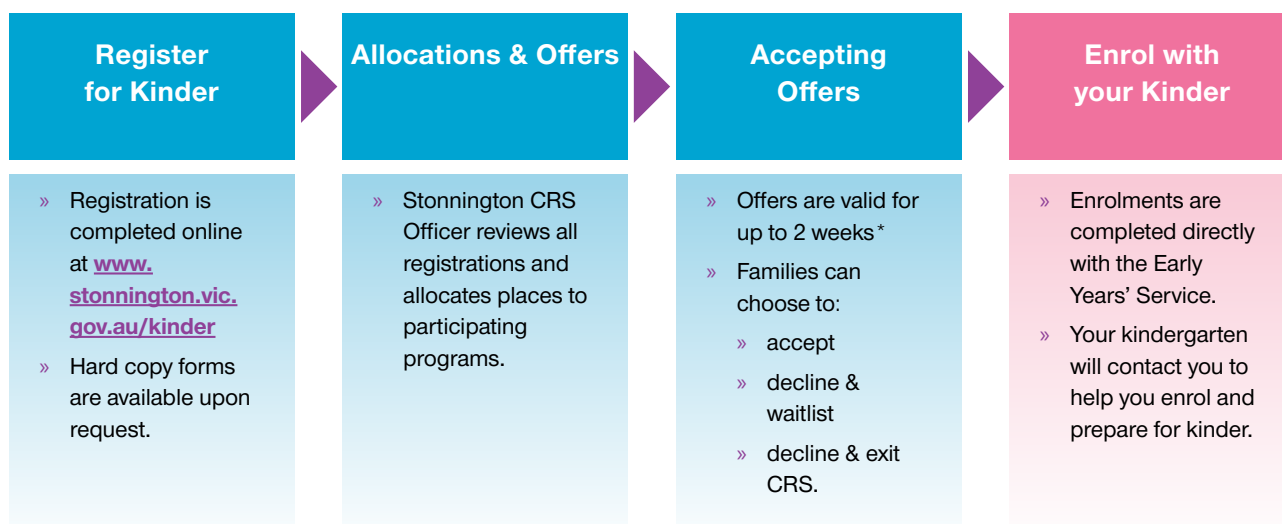 Register
for Kinder
» Registration is
completed online
at www.
stonnington.vic.
gov.au/kinder
» Hard copy forms
are available upon
request.
Allocations & Offers
» Stonnington CRS
Officer reviews all
registrations and
allocates places to
participating
programs.
Accepting
Offers
» Offers are valid for
up to 2 weeks*
» Families can
choose to:
» accept
» decline &
waitlist
» decline & exit
CRS.
Enrol with
your Kinder
» Enrolments are
completed directly
with the Early
Years’ Service.
» Your kindergarten
will contact you to
help you enrol and
prepare for kinder.